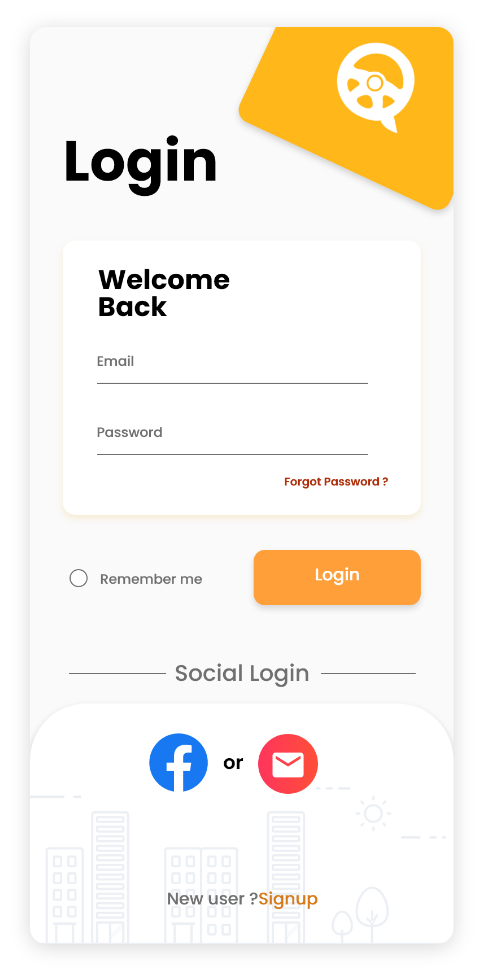 Login
Welcome
Back
Email
Password
Forgot Password ?
Remember me
Login
Social Login
or
New user ?Signup